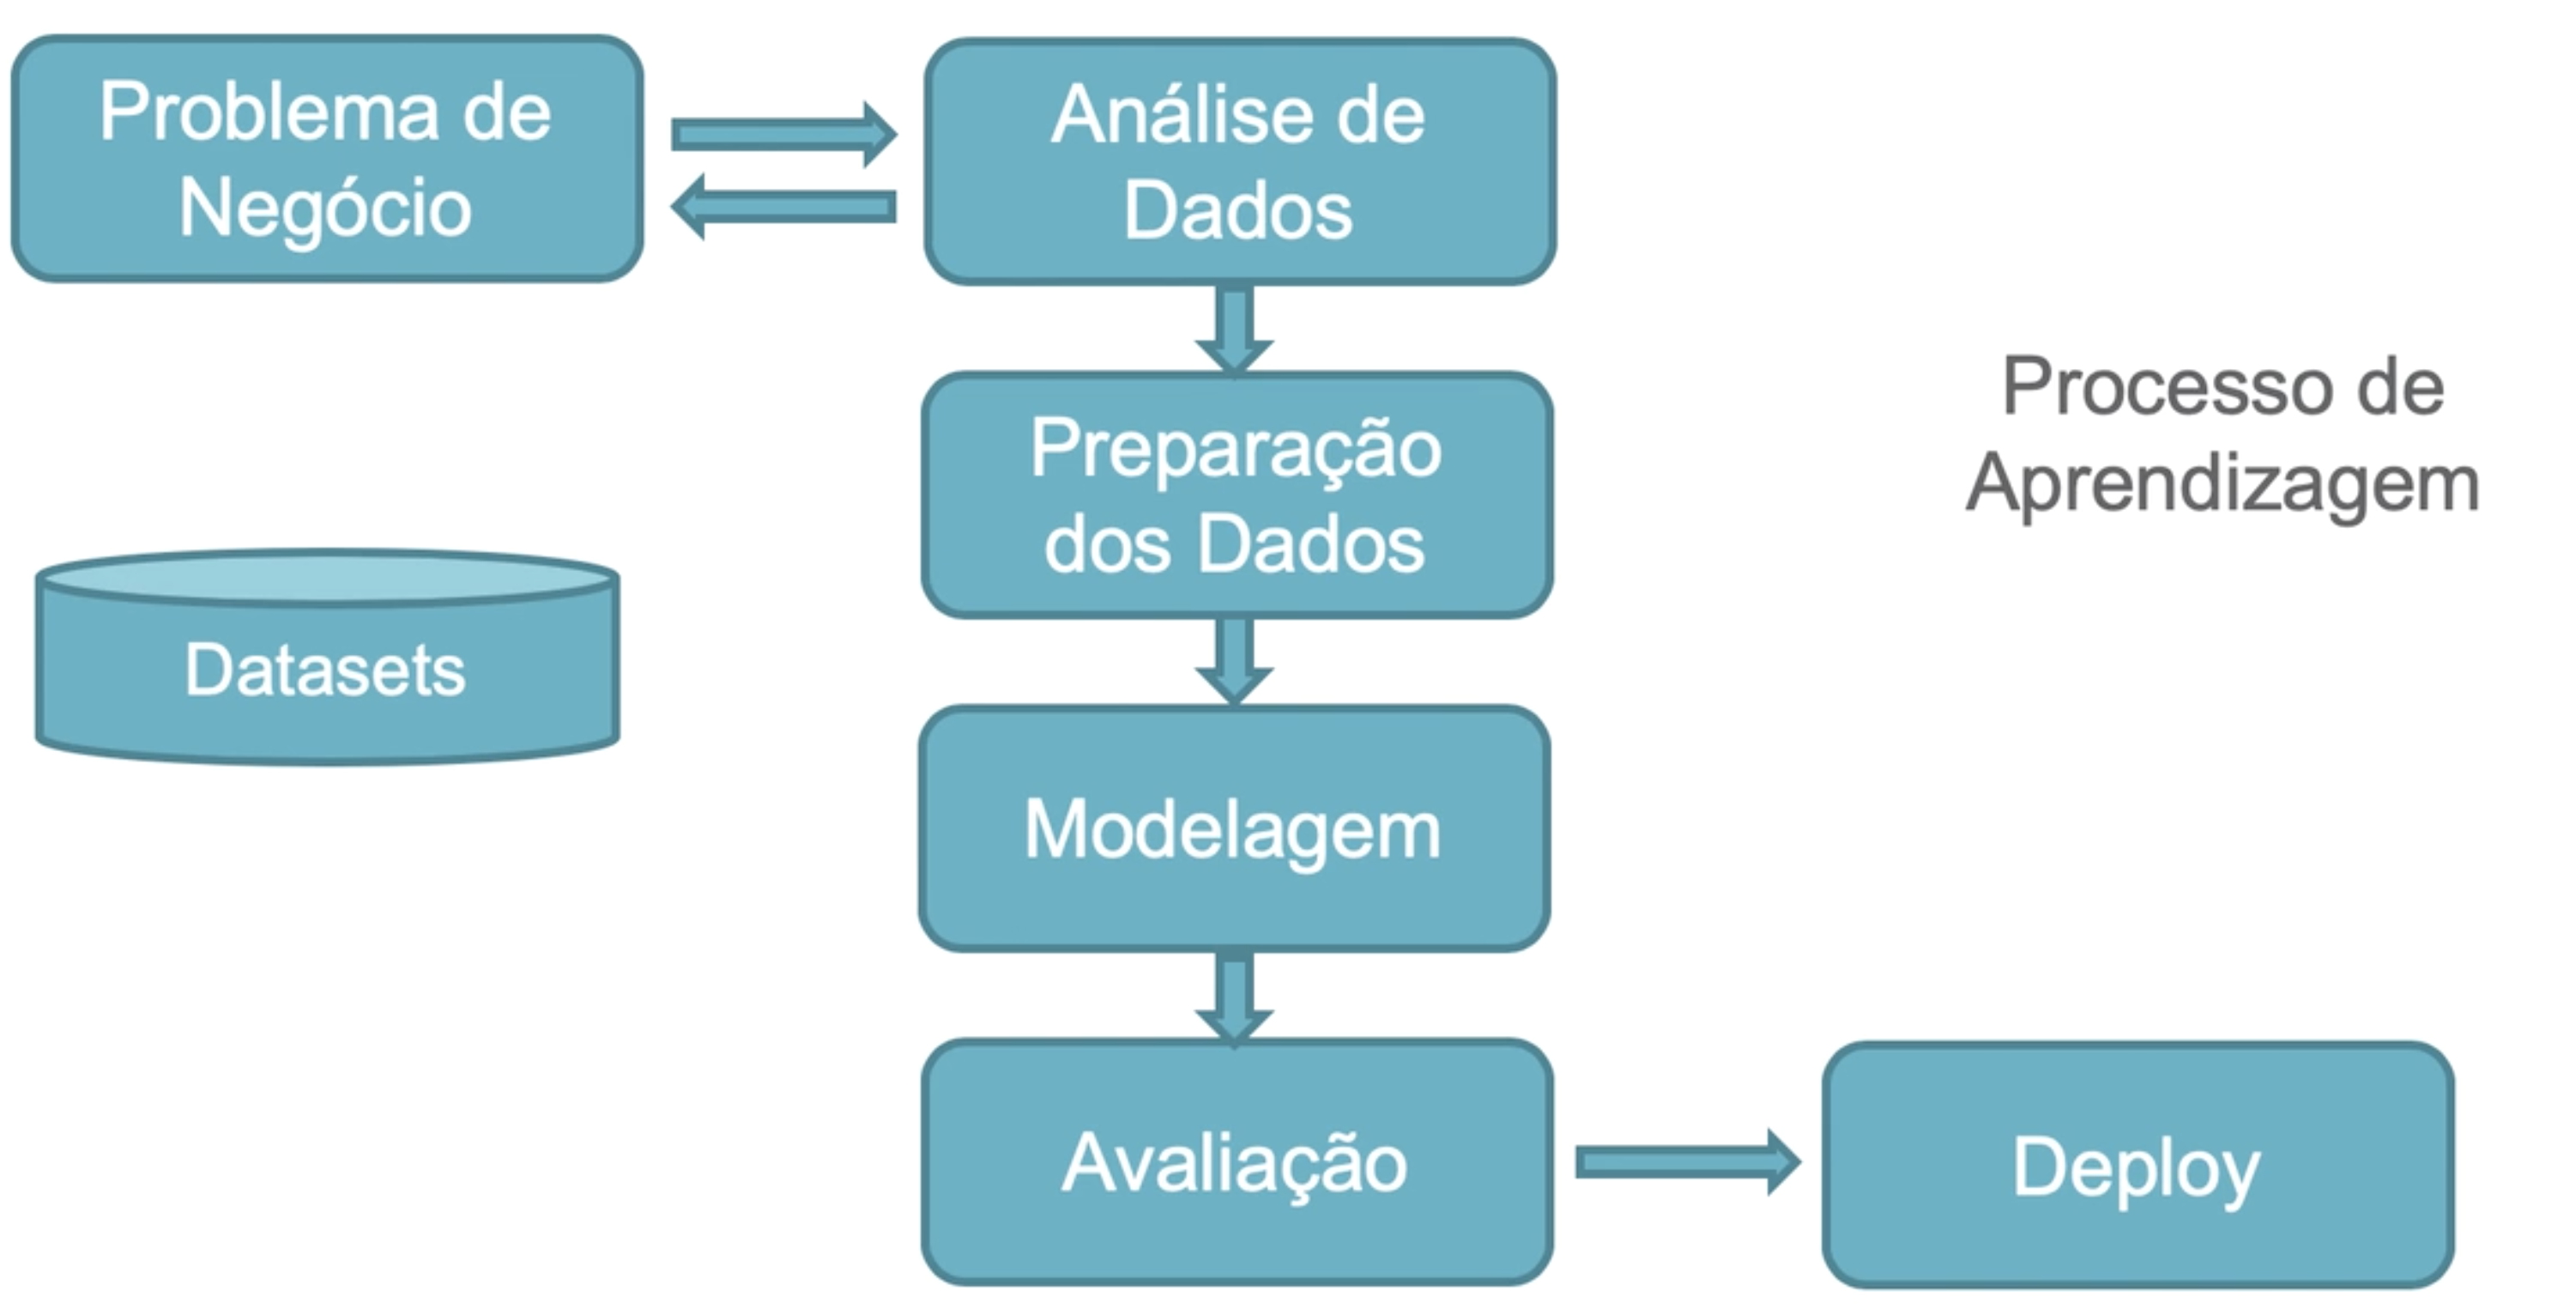 Problema de
Negócio
Análise de
Dados
Preparação
dos Dados
Processo de
Aprendizagem
Datasets
Modelagem
Avaliação
Deploy